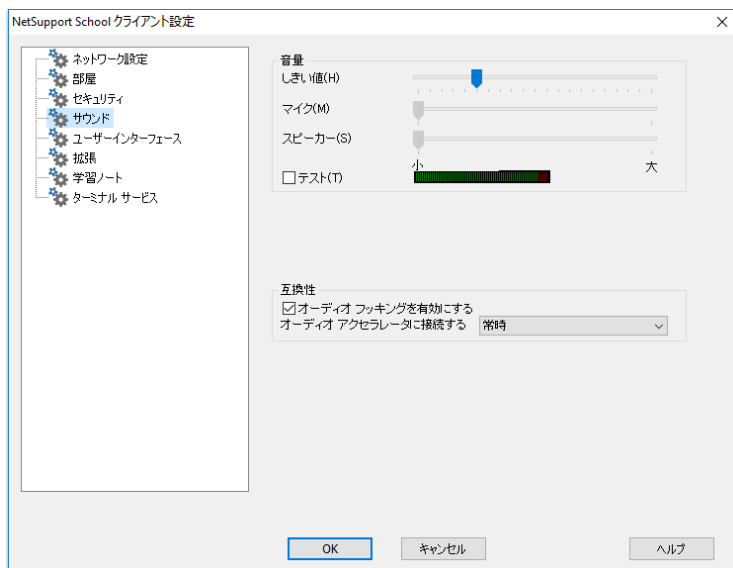 NetSupport School クライアント設定
ネットワーク設定
部屋
セキュリティ
サウンド
ユーザーインターフェース
拡張
学習ノート
ターミナル サービス
音量
しきい値(H)
マイク(M)
スピーカー(S)
小
大
テスト(T)
互換性
オーディオ フッキングを有効にする
オーディオ アクセラレータに接続する 常時
OK
キャンセル
ヘルプ